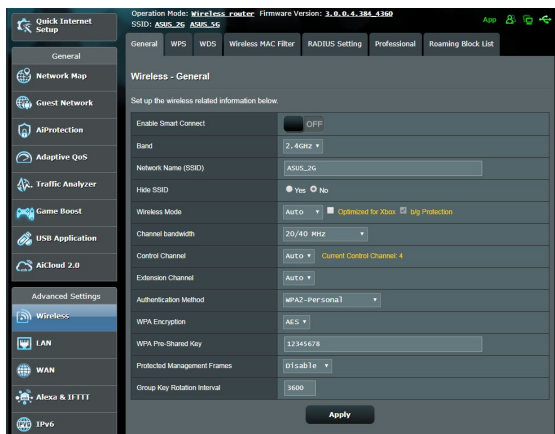 Quick Internet
Setup
Operation Mode: Wireless router Firmware Version: 3.0.0.4.384_4360
SSID: ASUS_2G ASUS_5G
App
General
WPS
WDS
Wireless MAC Filter
RADIUS Setting
Professional
Roaming Block List
General
Network Map
Guest Network
AiProtection
Adaptive QoS
Traffic Analyzer
Game Boost
USB Application
AiCloud 2.0
Advanced Settings
Wireless
LAN
WAN
Alexa & IFTTT
IPv6
Wireless - General
Set up the wireless related information below.
Enable Smart Connect OFF
Band 2.4GHz
Network Name (SSID) ASUS_2G
Hide SSID Yes No
Wireless Mode Auto Optimized for Xbox b/g Protection
Channel bandwidth 20/40 MHz
Control Channel Auto Current Control Channel: 4
Extension Channel Auto
Authentication Method WPA2-Personal
WPA Encryption AES
WPA Pre-Shared Key 12345678
Protected Management Frames Disable
Group Key Rotation Interval 3600
Apply